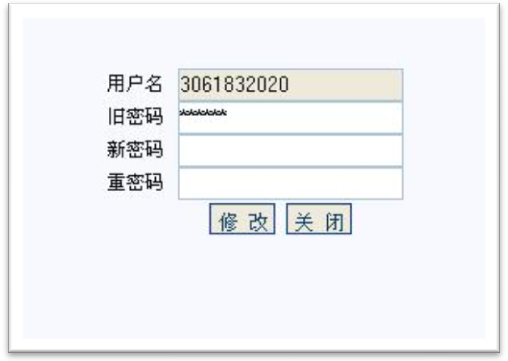 用户名 3061832020
旧密码 ******
新密码
重密码
修 改 关 闭